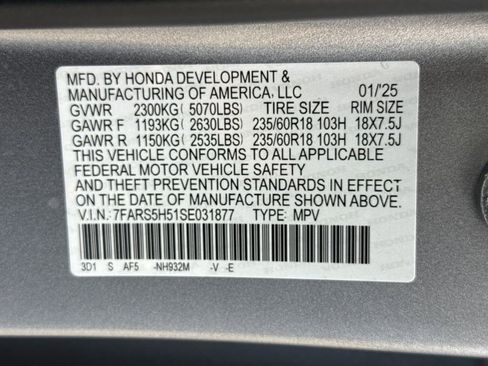 MFD. BY HONDA DEVELOPMENT &
MANUFACTURING OF AMERICA, LLC 01/'25
GVWR 2300KG( 5070LBS) TIRE SIZE RIM SIZE
GAWR F 1193KG( 2630LBS) 235/60R18 103H 18X7.5J
GAWR R 1150KG( 2535LBS) 235/60R18 103H 18X7.5J
THIS VEHICLE CONFORMS TO ALL APPLICABLE
FEDERAL MOTOR VEHICLE SAFETY
AND THEFT PREVENTION STANDARDS IN EFFECT
ON THE DATE OF MANUFACTURE SHOWN ABOVE.
V.I.N.: 7FARS5H51SE031877 TYPE: MPV
3D1 S AF5 -NH932M -V -E